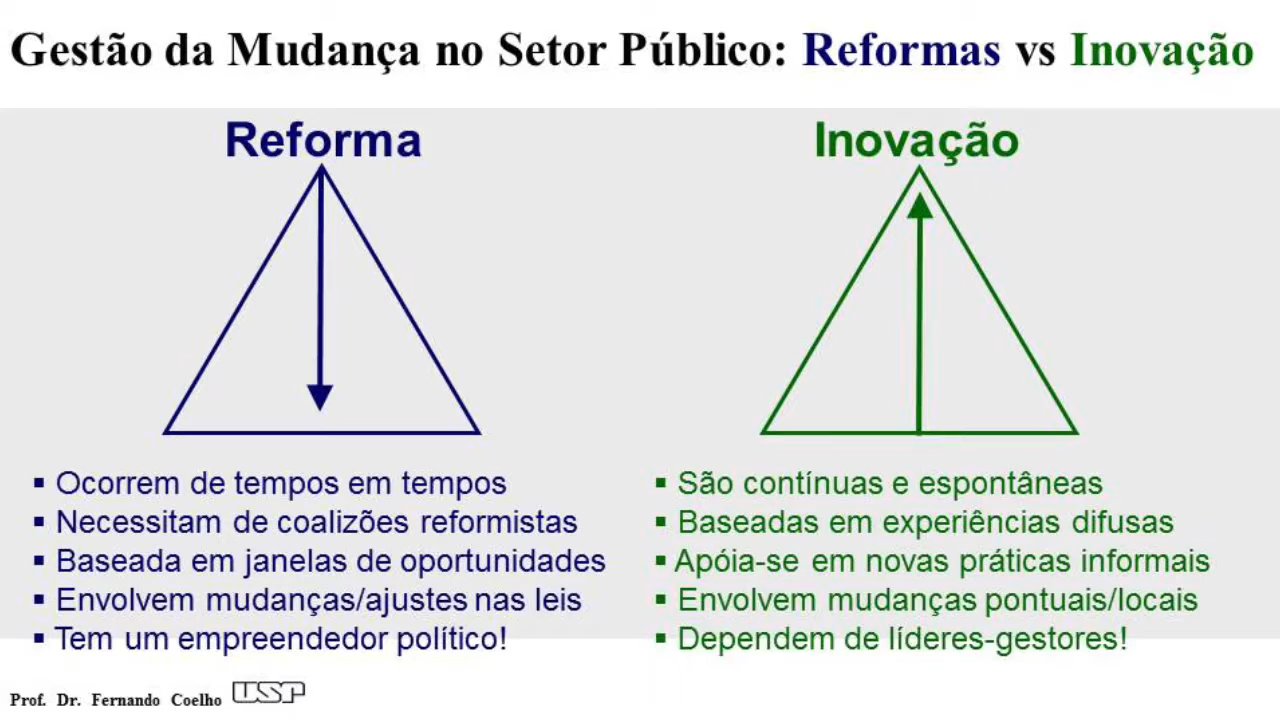 Gestão da Mudança no Setor Público: Reformas vs Inovação
Reforma
▪ Ocorrem de tempos em tempos
▪ Necessitam de coalizões reformistas
▪ Baseada em janelas de oportunidades
▪ Envolvem mudanças/ajustes nas leis
▪ Tem um empreendedor político!
Inovação
▪ São contínuas e espontâneas
▪ Baseadas em experiências difusas
▪ Apóia-se em novas práticas informais
▪ Envolvem mudanças pontuais/locais
▪ Dependem de líderes-gestores!
Prof. Dr. Fernando Coelho USP